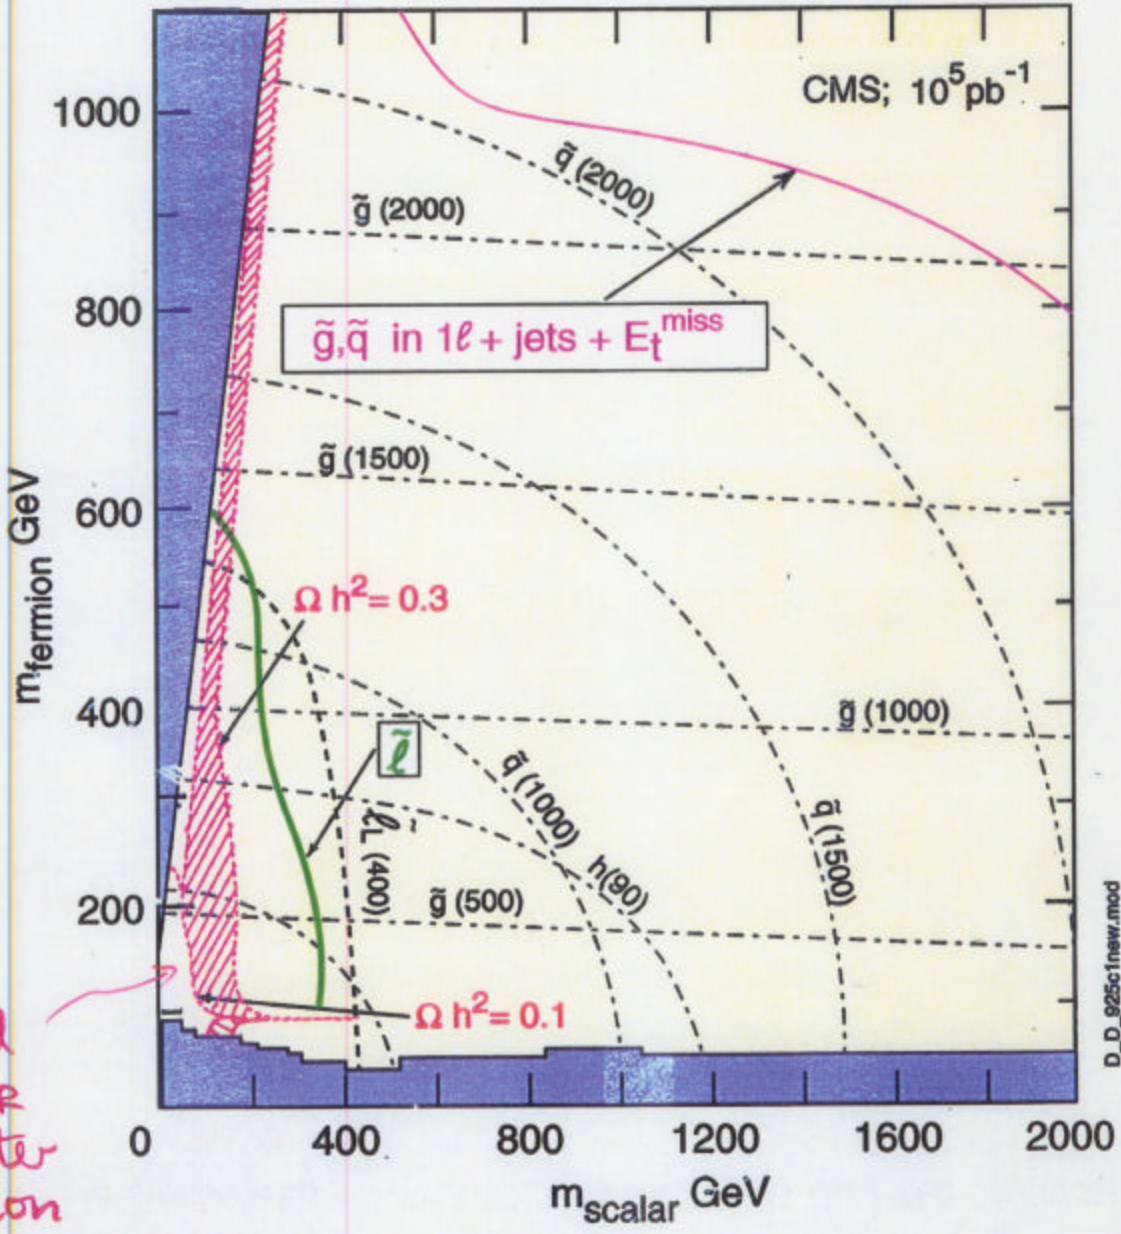 CMS; 10⁵pb⁻¹
1000
q̃ (2000)
g̃ (2000)
800
g̃,q̃ in 1ℓ + jets + Eₜᵐⁱˢˢ
g̃ (1500)
600
Ω h²= 0.3
400
g̃ (1000)
ℓ̃
q̃ (1000)
q̃ (1500)
ℓ̃L (400)
h(90)
g̃ (500)
200
Ω h²= 0.1
m_fermion GeV
0 400 800 1200 1600 2000
m_scalar GeV
D_D_925c1new.mod
on